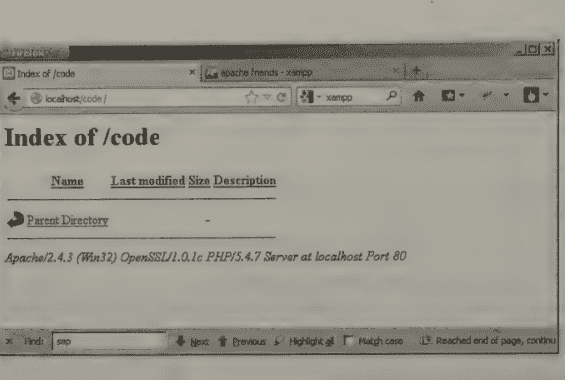 Index of /code
apache friends - xampp
localhost/code/
xampp
Index of /code
Name Last modified Size Description
Parent Directory -
Apache/2.4.3 (Win32) OpenSSL/1.0.1c PHP/5.4.7 Server at localhost Port 80
Find: sep Next Previous Highlight all Match case Reached end of page, continu